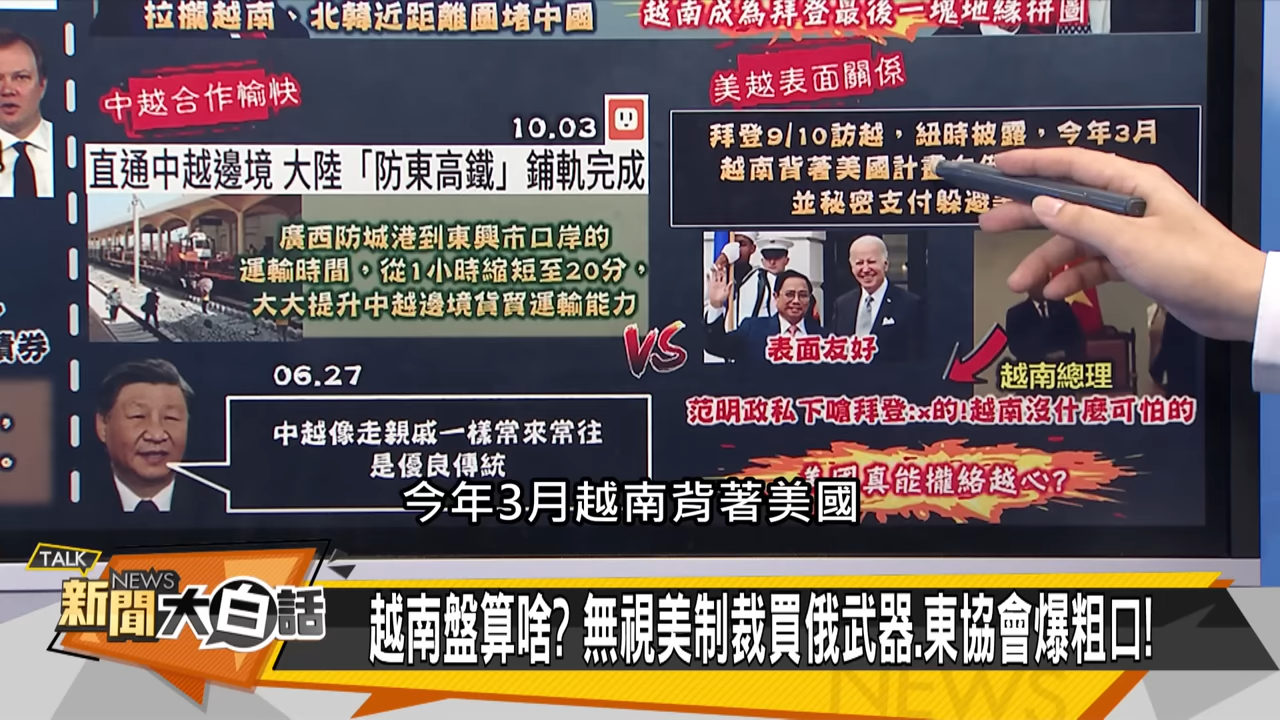 拉攏越南、北韓近距離圍堵中國
越南成為拜登最後一塊地緣拼圖
中越合作愉快
10.03
直通中越邊境 大陸「防東高鐵」鋪軌完成
廣西防城港到東興市口岸的
運輸時間,從1小時縮短至20分,
大大提升中越邊境貨貿運輸能力
債券
06.27
中越像走親戚一樣常來常往
是優良傳統
VS
美越表面關係
拜登9/10訪越,紐時披露,今年3月
越南背著美國計畫
並秘密支付躲避
表面友好
越南總理
范明政私下嗆拜登:x的!越南沒什麼可怕的
美國真能攏絡越心?
今年3月越南背著美國
TALK
NEWS
新聞大白話
越南盤算啥? 無視美制裁買俄武器.東協會爆粗口!
NEWS